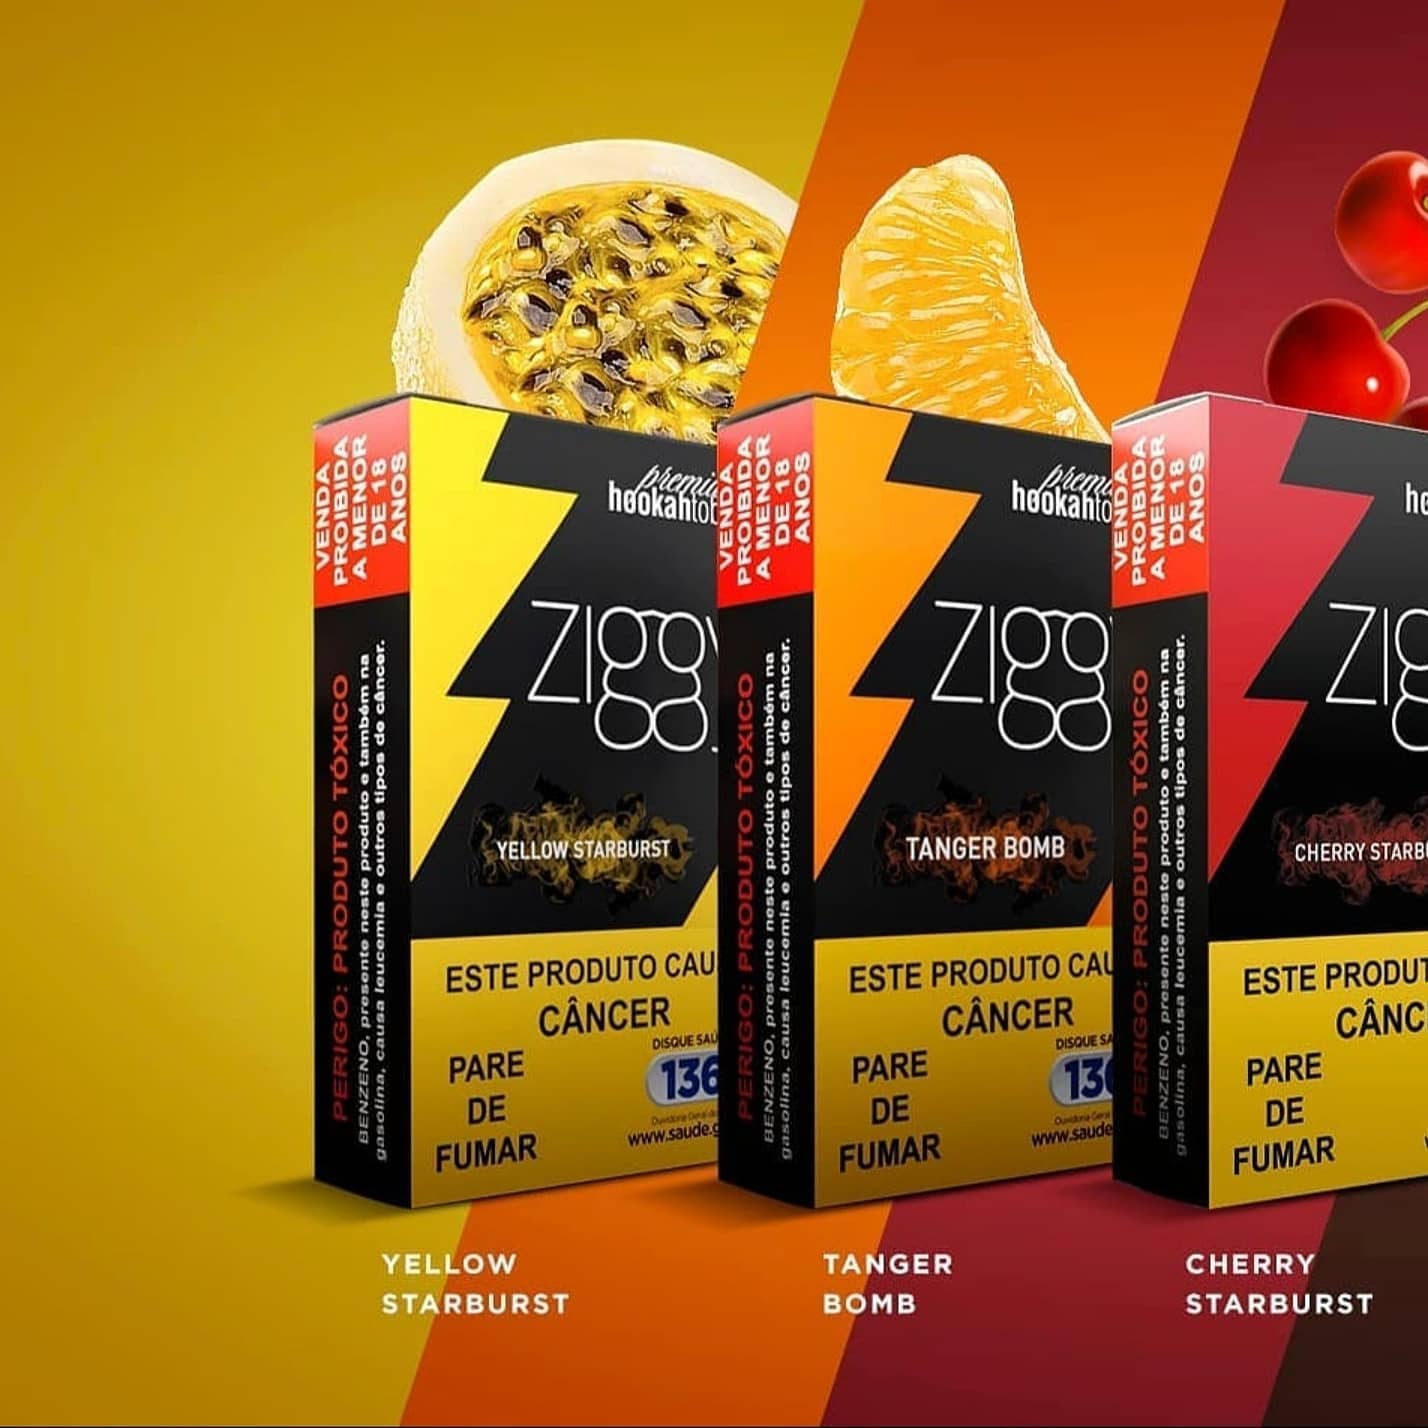 VENDA
PROIBIDA
A MENOR
DE 18
ANOS
PERIGO: PRODUTO TÓXICO
BENZENO, presente neste produto e também na
gasolina, causa leucemia e outros tipos de câncer.
hookah
Ziggy
YELLOW STARBURST
ESTE PRODUTO
CÂNCER
DISQUE
136
PARE
DE
FUMAR
VENDA
PROIBIDA
A MENOR
DE 18
ANOS
PERIGO: PRODUTO TÓXICO
BENZENO, presente neste produto e também na
gasolina, causa leucemia e outros tipos de câncer.
hookah
TANGER BOMB
ESTE PRODUTO
CÂNCER
DISQUE
PARE
DE
FUMAR
VENDA
PROIBIDA
A MENOR
DE 18
ANOS
PERIGO: PRODUTO TÓXICO
BENZENO, presente neste produto e também na
gasolina, causa leucemia e outros tipos de câncer.
CHERRY
ESTE
PARE
DE
FUMAR
YELLOW
STARBURST
TANGER
BOMB
CHERRY
STARBURST